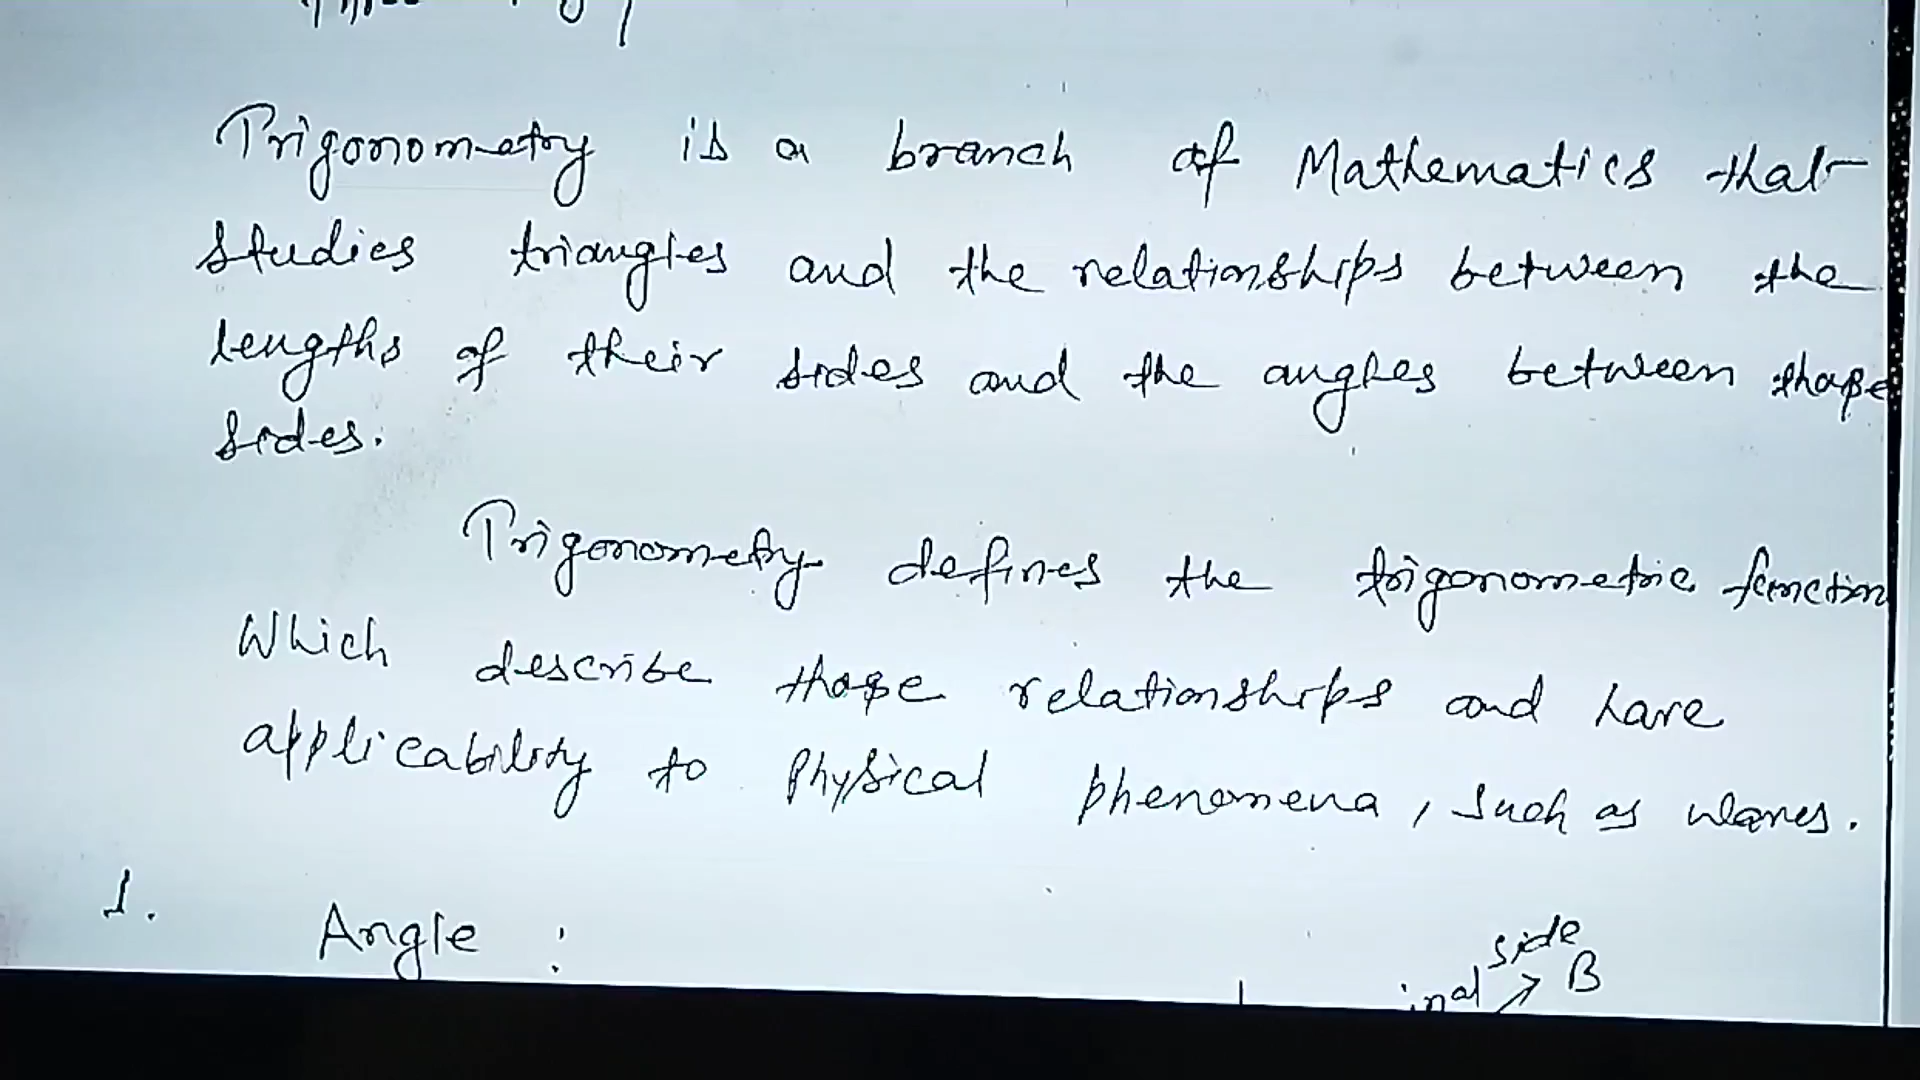 Trigonometry is a branch of Mathematics that
studies triangles and the relationships between the
lengths of their sides and the angles between those
sides.
Trigonometry defines the trigonometric function
Which describe those relationships and have
applicability to Physical phenomena, such as waves.
1. Angle :
side
inal B